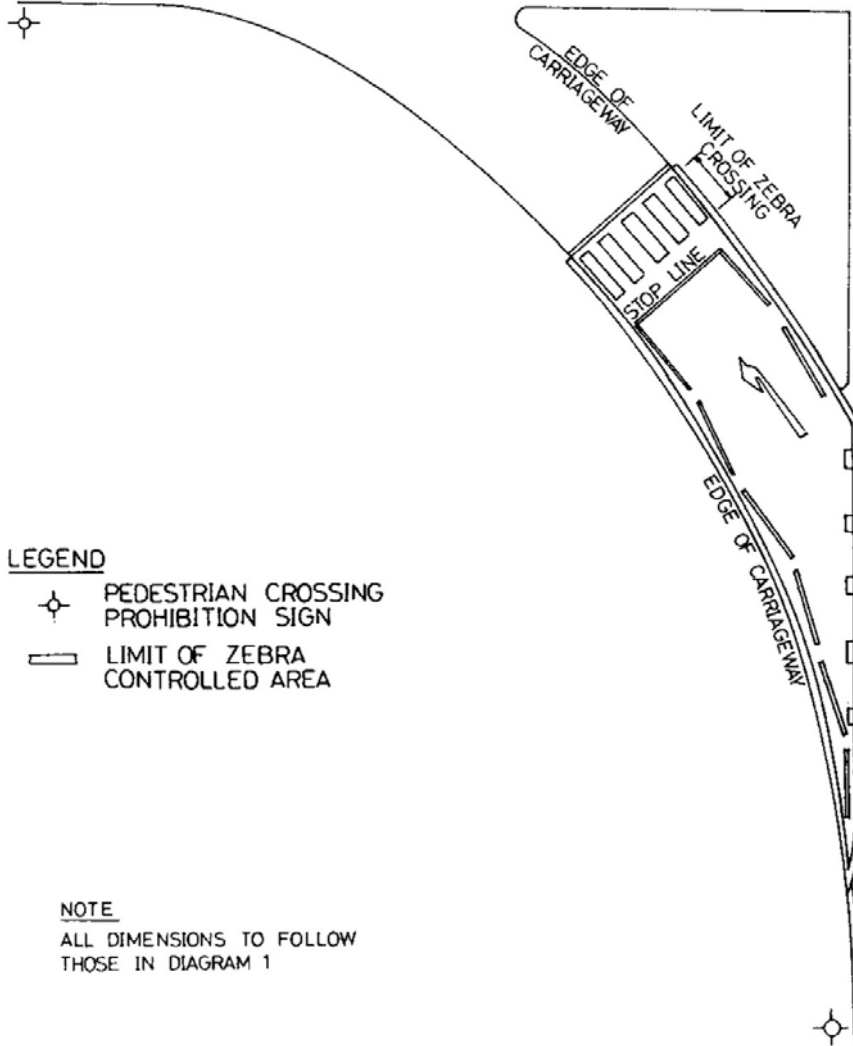 EDGE OF
CARRIAGEWAY
LIMIT OF ZEBRA
CROSSING
STOP LINE
EDGE OF CARRIAGEWAY
LEGEND
PEDESTRIAN CROSSING
PROHIBITION SIGN
LIMIT OF ZEBRA
CONTROLLED AREA
NOTE
ALL DIMENSIONS TO FOLLOW
THOSE IN DIAGRAM 1